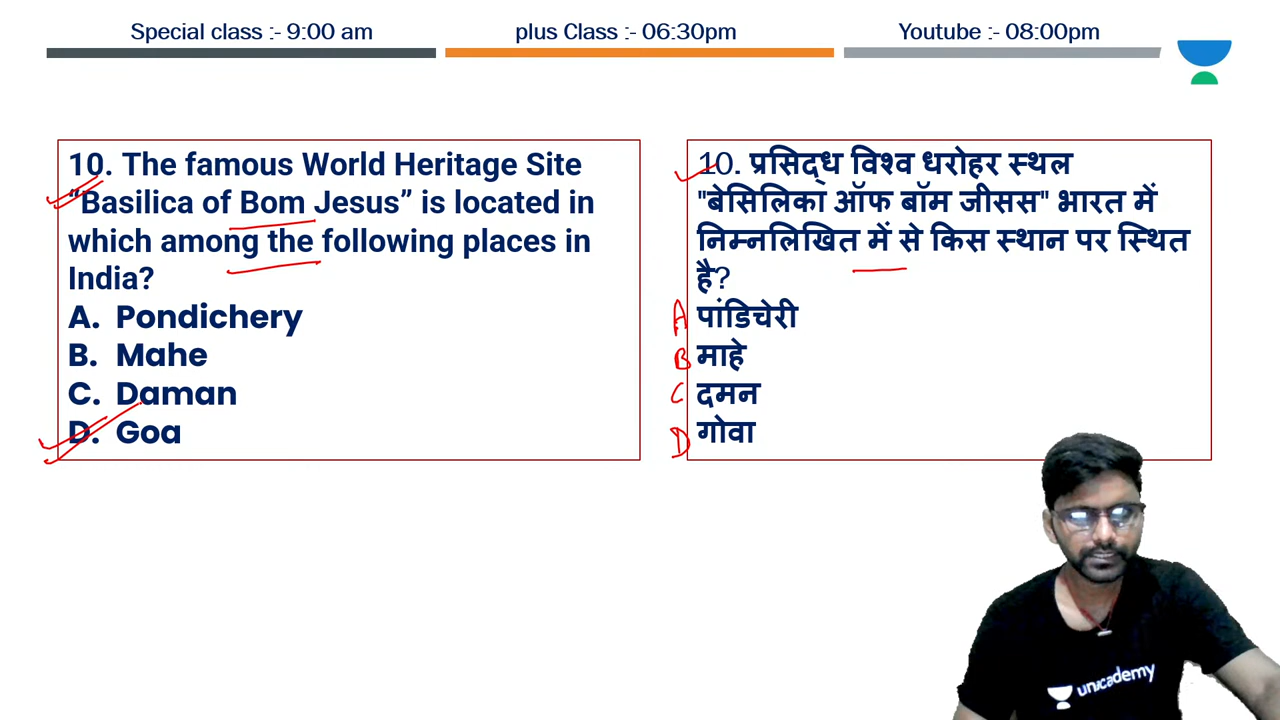 Special class :- 9:00 am
plus Class :- 06:30pm
Youtube :- 08:00pm
10. The famous World Heritage Site
“Basilica of Bom Jesus” is located in
which among the following places in
India?
A. Pondichery
B. Mahe
C. Daman
D. Goa
10. प्रसिद्ध विश्व धरोहर स्थल
"बेसिलिका ऑफ बॉम जीसस" भारत में
निम्नलिखित में से किस स्थान पर स्थित
है?
A पांडिचेरी
B माहे
C दमन
D गोवा
unacademy